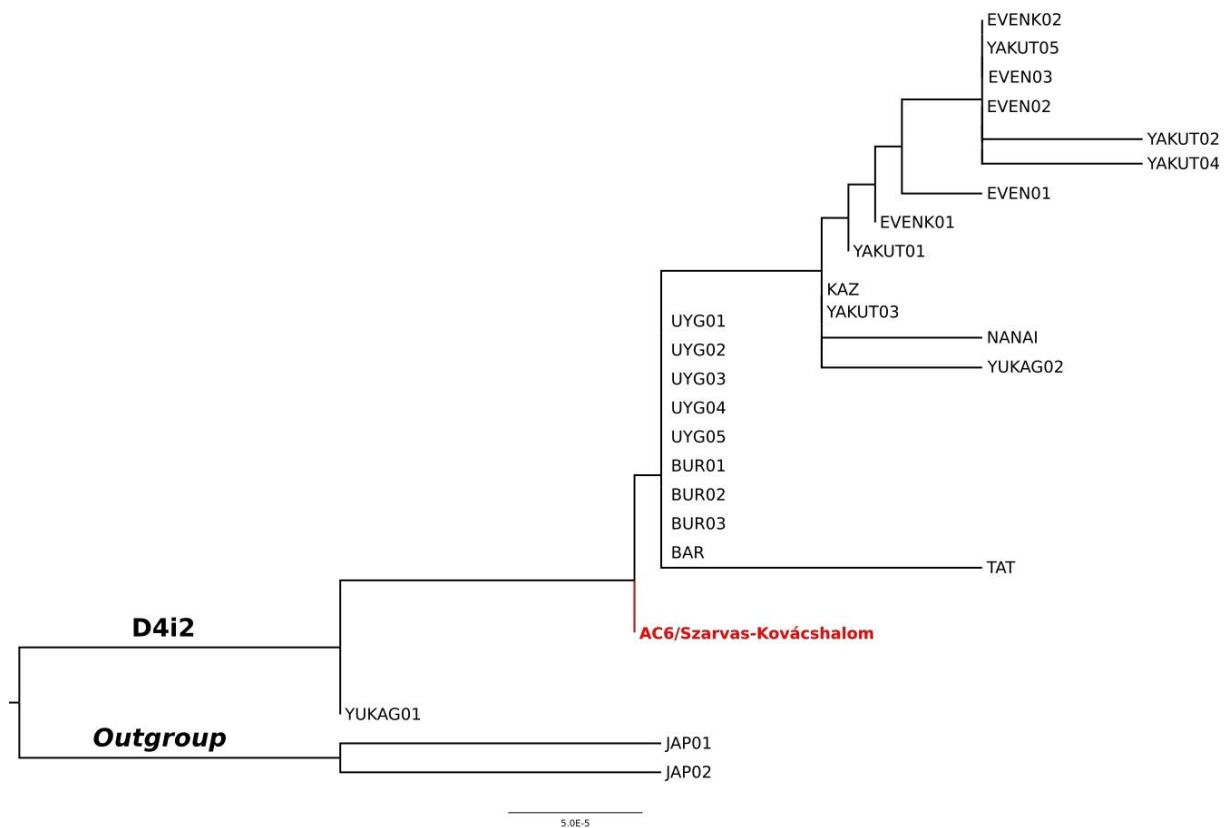 EVENK02
YAKUT05
EVEN03
EVEN02
YAKUT02
YAKUT04
EVEN01
EVENK01
YAKUT01
KAZ
YAKUT03
UYG01
NANAI
UYG02
YUKAG02
UYG03
UYG04
UYG05
BUR01
BUR02
BUR03
BAR
TAT
D4i2
AC6/Szarvas-Kovácshalom
YUKAG01
Outgroup
JAP01
JAP02
5.0E-5